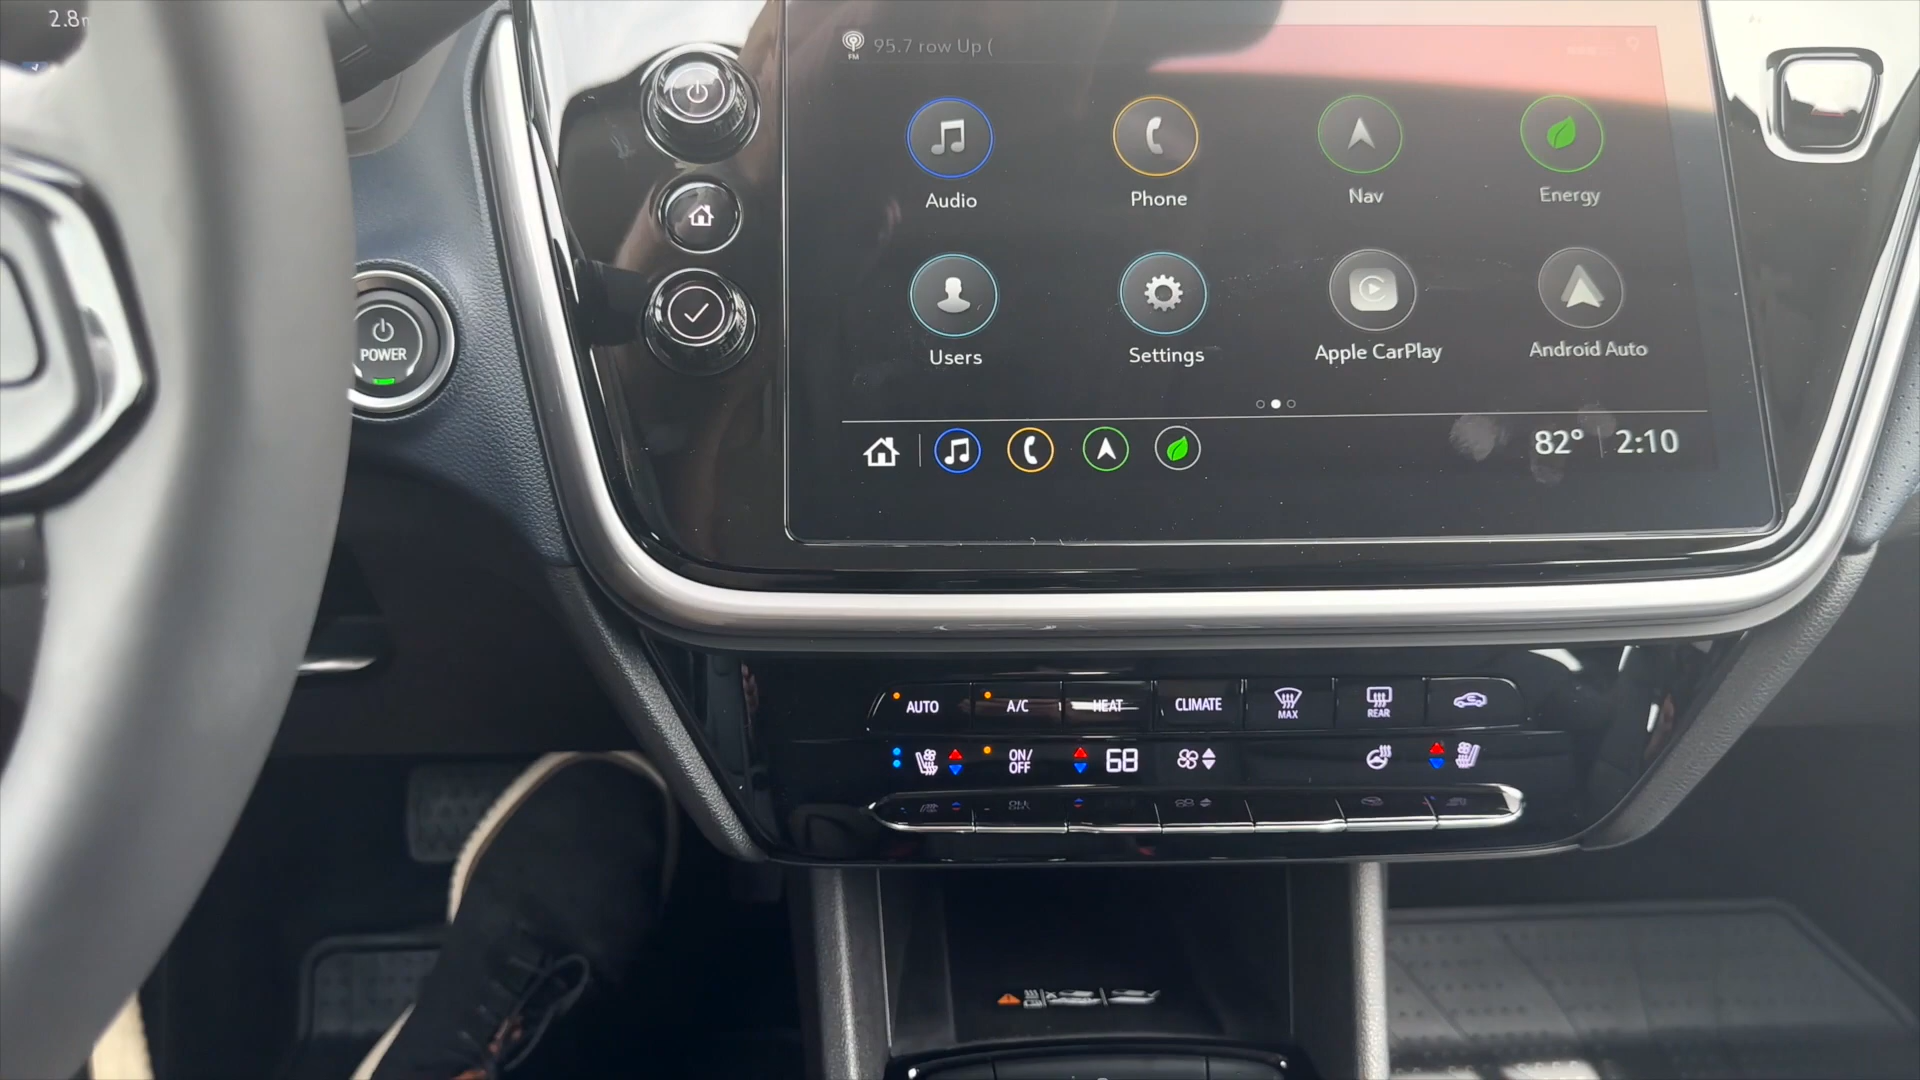 2.8
FM 95.7 row Up (
Audio
Phone
Nav
Energy
Users
Settings
Apple CarPlay
Android Auto
82° 2:10
POWER
AUTO
A/C
HEAT
CLIMATE
MAX
REAR
ON/
OFF
68